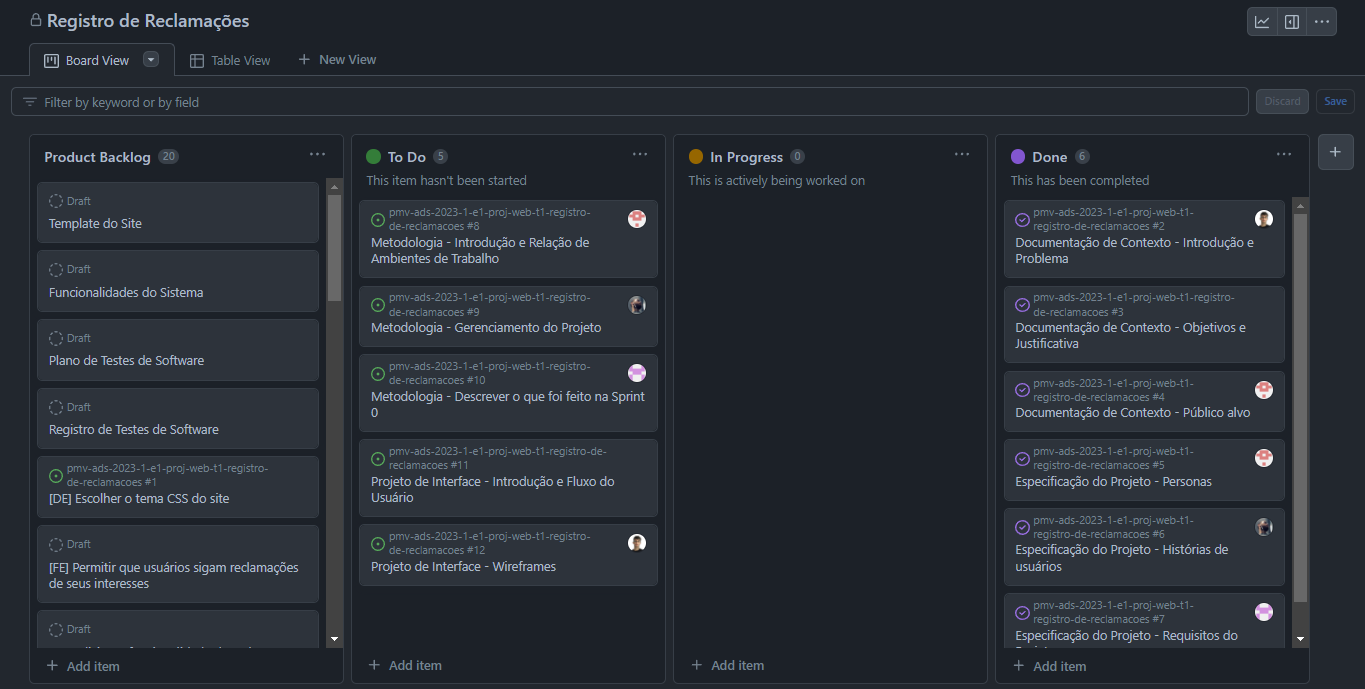 Registro de Reclamações
Board View
Table View
New View
Filter by keyword or by field
Discard
Save
Product Backlog 20
Draft
Template do Site
Draft
Funcionalidades do Sistema
Draft
Plano de Testes de Software
Draft
Registro de Testes de Software
pmv-ads-2023-1-e1-proj-web-t1-registro-
de-reclamacoes #1
[DE] Escolher o tema CSS do site
Draft
[FE] Permitir que usuários sigam reclamações
de seus interesses
Draft
Add item
To Do 5
This item hasn't been started
pmv-ads-2023-1-e1-proj-web-t1-registro-
de-reclamacoes #8
Metodologia - Introdução e Relação de
Ambientes de Trabalho
pmv-ads-2023-1-e1-proj-web-t1-registro-
de-reclamacoes #9
Metodologia - Gerenciamento do Projeto
pmv-ads-2023-1-e1-proj-web-t1-registro-
de-reclamacoes #10
Metodologia - Descrever o que foi feito na Sprint
0
pmv-ads-2023-1-e1-proj-web-t1-registro-de-
reclamacoes #11
Projeto de Interface - Introdução e Fluxo do
Usuário
pmv-ads-2023-1-e1-proj-web-t1-registro-
de-reclamacoes #12
Projeto de Interface - Wireframes
Add item
In Progress 0
This is actively being worked on
Add item
Done 6
This has been completed
pmv-ads-2023-1-e1-proj-web-t1-
registro-de-reclamacoes #2
Documentação de Contexto - Introdução e
Problema
pmv-ads-2023-1-e1-proj-web-t1-registro-
de-reclamacoes #3
Documentação de Contexto - Objetivos e
Justificativa
pmv-ads-2023-1-e1-proj-web-t1-
registro-de-reclamacoes #4
Documentação de Contexto - Público alvo
pmv-ads-2023-1-e1-proj-web-t1-
registro-de-reclamacoes #5
Especificação do Projeto - Personas
pmv-ads-2023-1-e1-proj-web-t1-
registro-de-reclamacoes #6
Especificação do Projeto - Histórias de
usuários
pmv-ads-2023-1-e1-proj-web-t1-
registro-de-reclamacoes #7
Especificação do Projeto - Requisitos do
Add item